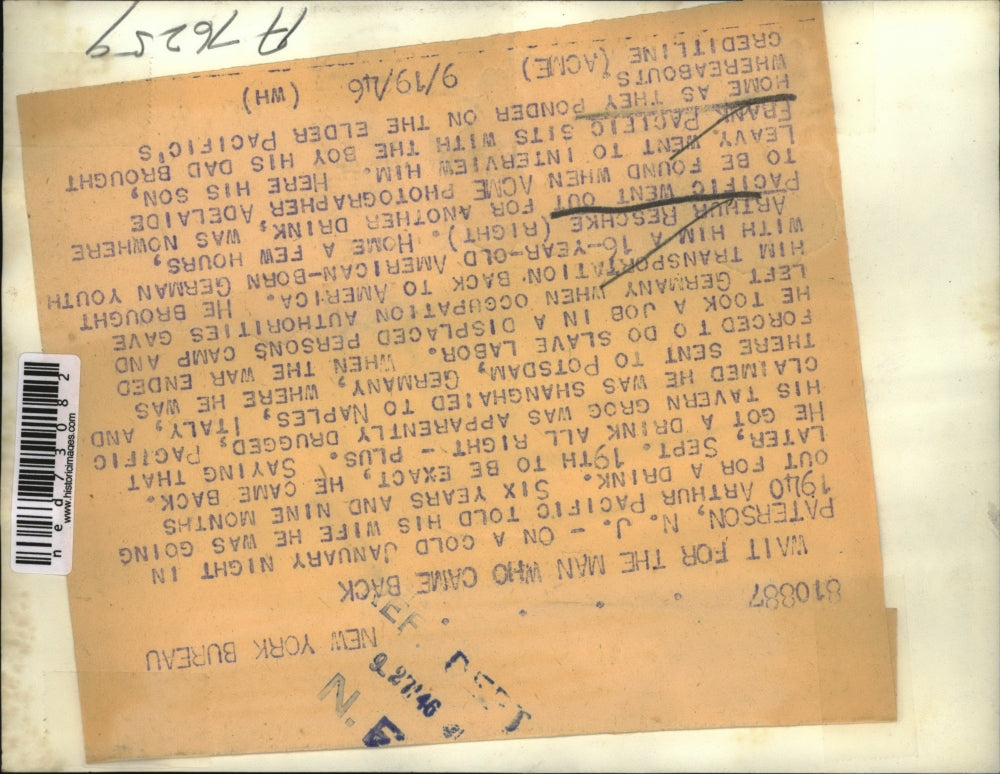 810887
NEW YORK BUREAU
WAIT FOR THE MAN WHO CAME BACK
PATERSON, N. J. - ON A COLD JANUARY NIGHT IN
1940 ARTHUR PACIFIC TOLD HIS WIFE HE WAS GOING
OUT FOR A DRINK. SIX YEARS AND NINE MONTHS
LATER, SEPT. 19TH TO BE EXACT, HE CAME BACK.
HE GOT A DRINK ALL RIGHT - PLUS. SAYING THAT
HIS TAVERN GROG WAS APPARENTLY DRUGGED, PACIFIC
CLAIMED HE WAS SHANGHAIED TO NAPLES, ITALY, AND
THERE SENT TO POTSDAM, GERMANY, WHERE HE WAS
FORCED TO DO SLAVE LABOR. WHEN THE WAR ENDED
HE TOOK A JOB IN A DISPLACED PERSONS CAMP AND
LEFT GERMANY WHEN OCCUPATION AUTHORITIES GAVE
HIM TRANSPORTATION BACK TO AMERICA. HE BROUGHT
WITH HIM A 16-YEAR-OLD AMERICAN-BORN GERMAN YOUTH
ARTHUR RESCHKE (RIGHT). HOME A FEW HOURS,
PACIFIC WENT OUT FOR ANOTHER DRINK, WAS NOWHERE
TO BE FOUND WHEN ACME PHOTOGRAPHER ADELAIDE
LEAVY WENT TO INTERVIEW HIM. HERE HIS SON,
FRANK PACIFIC SITS WITH THE BOY HIS DAD BROUGHT
HOME AS THEY PONDER ON THE ELDER PACIFIC'S
WHEREABOUTS
CREDITLINE (ACME) 9/19/46 (WH)
N. E
9-27-46
REF DEPT
A76259
ned73082
www.historicimages.com